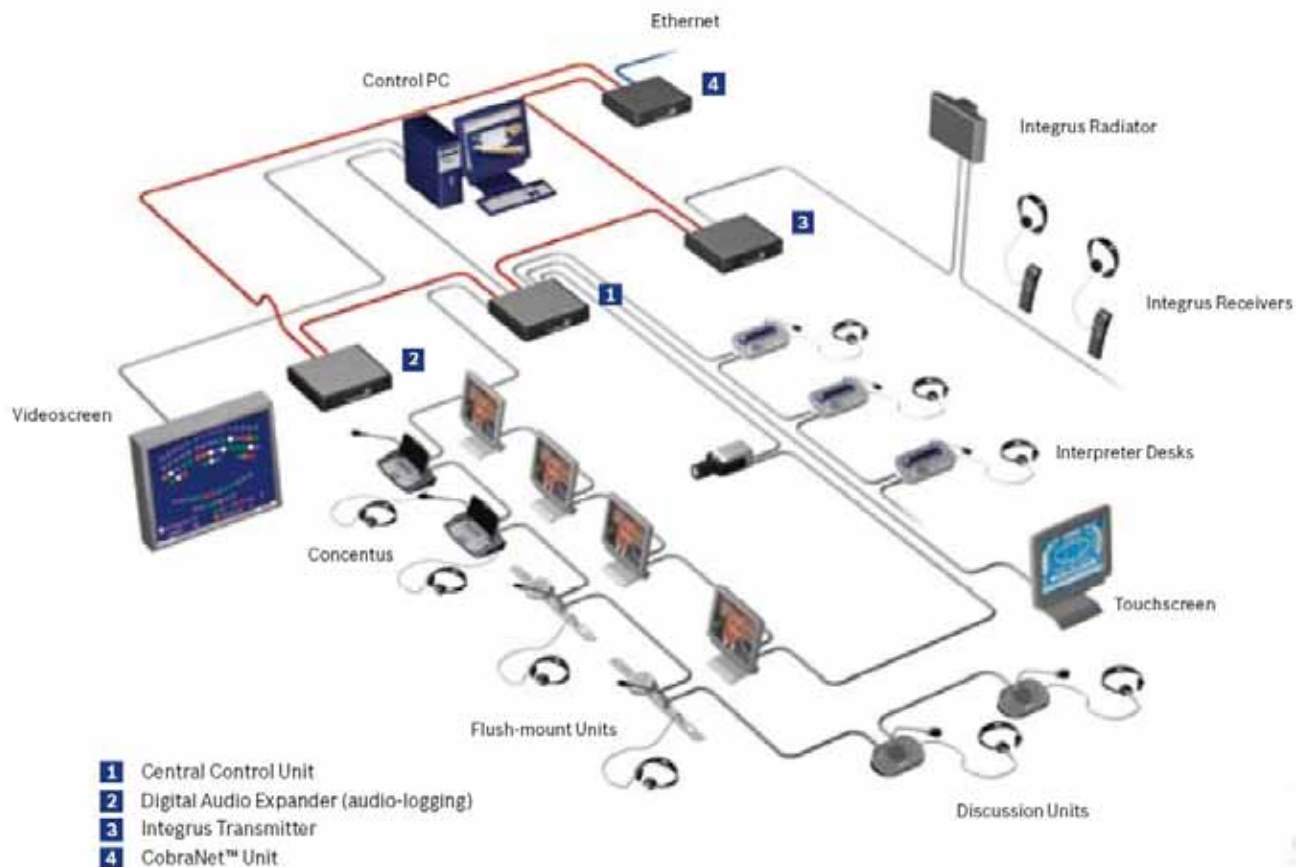 Ethernet
Control PC
4
Integrus Radiator
3
Integrus Receivers
1
2
Videoscreen
Interpreter Desks
Concentus
Touchscreen
Flush-mount Units
Discussion Units
1 Central Control Unit
2 Digital Audio Expander (audio-logging)
3 Integrus Transmitter
4 CobraNet™ Unit